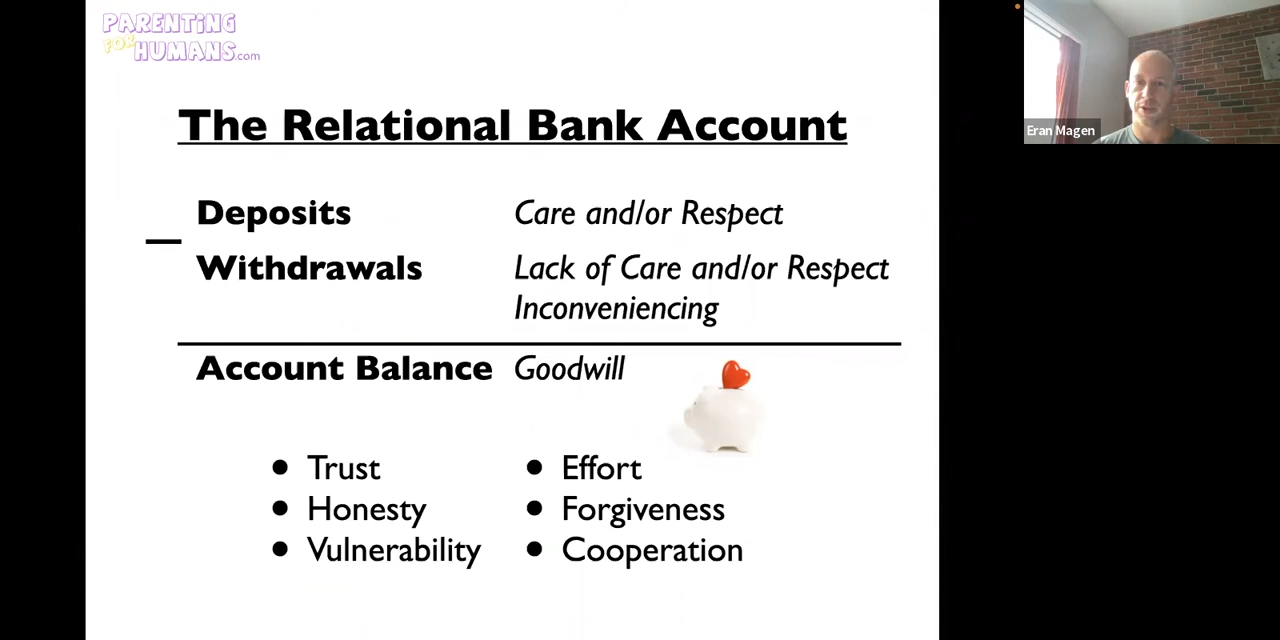 PARENTING
FOR HUMANS.com
Eran Magen
The Relational Bank Account
Deposits Care and/or Respect
Withdrawals Lack of Care and/or Respect
Inconveniencing
Account Balance Goodwill
• Trust • Effort
• Honesty • Forgiveness
• Vulnerability • Cooperation